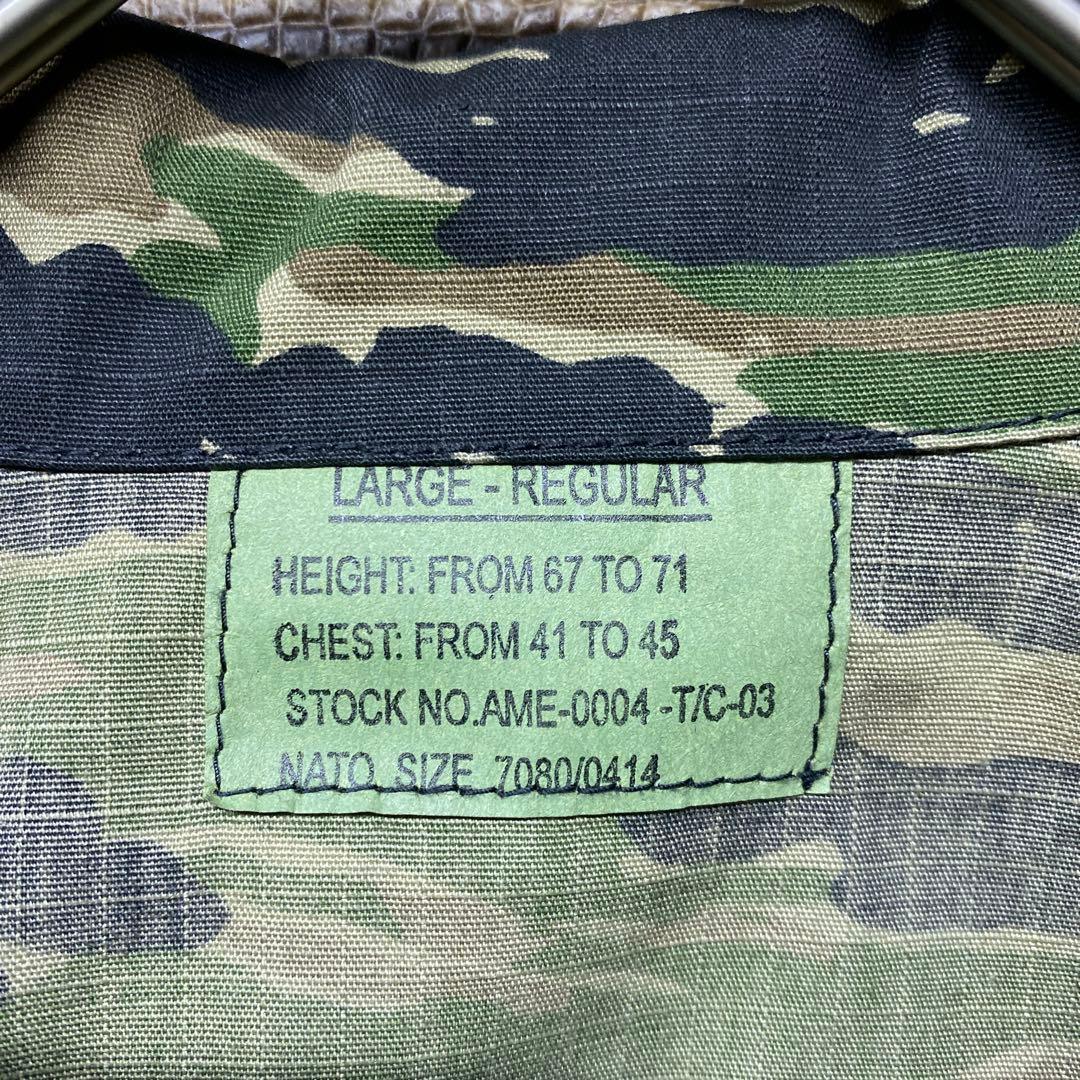 LARGE - REGULAR
HEIGHT: FROM 67 TO 71
CHEST: FROM 41 TO 45
STOCK NO.AME-0004 -T/C-03
NATO SIZE 7080/0414